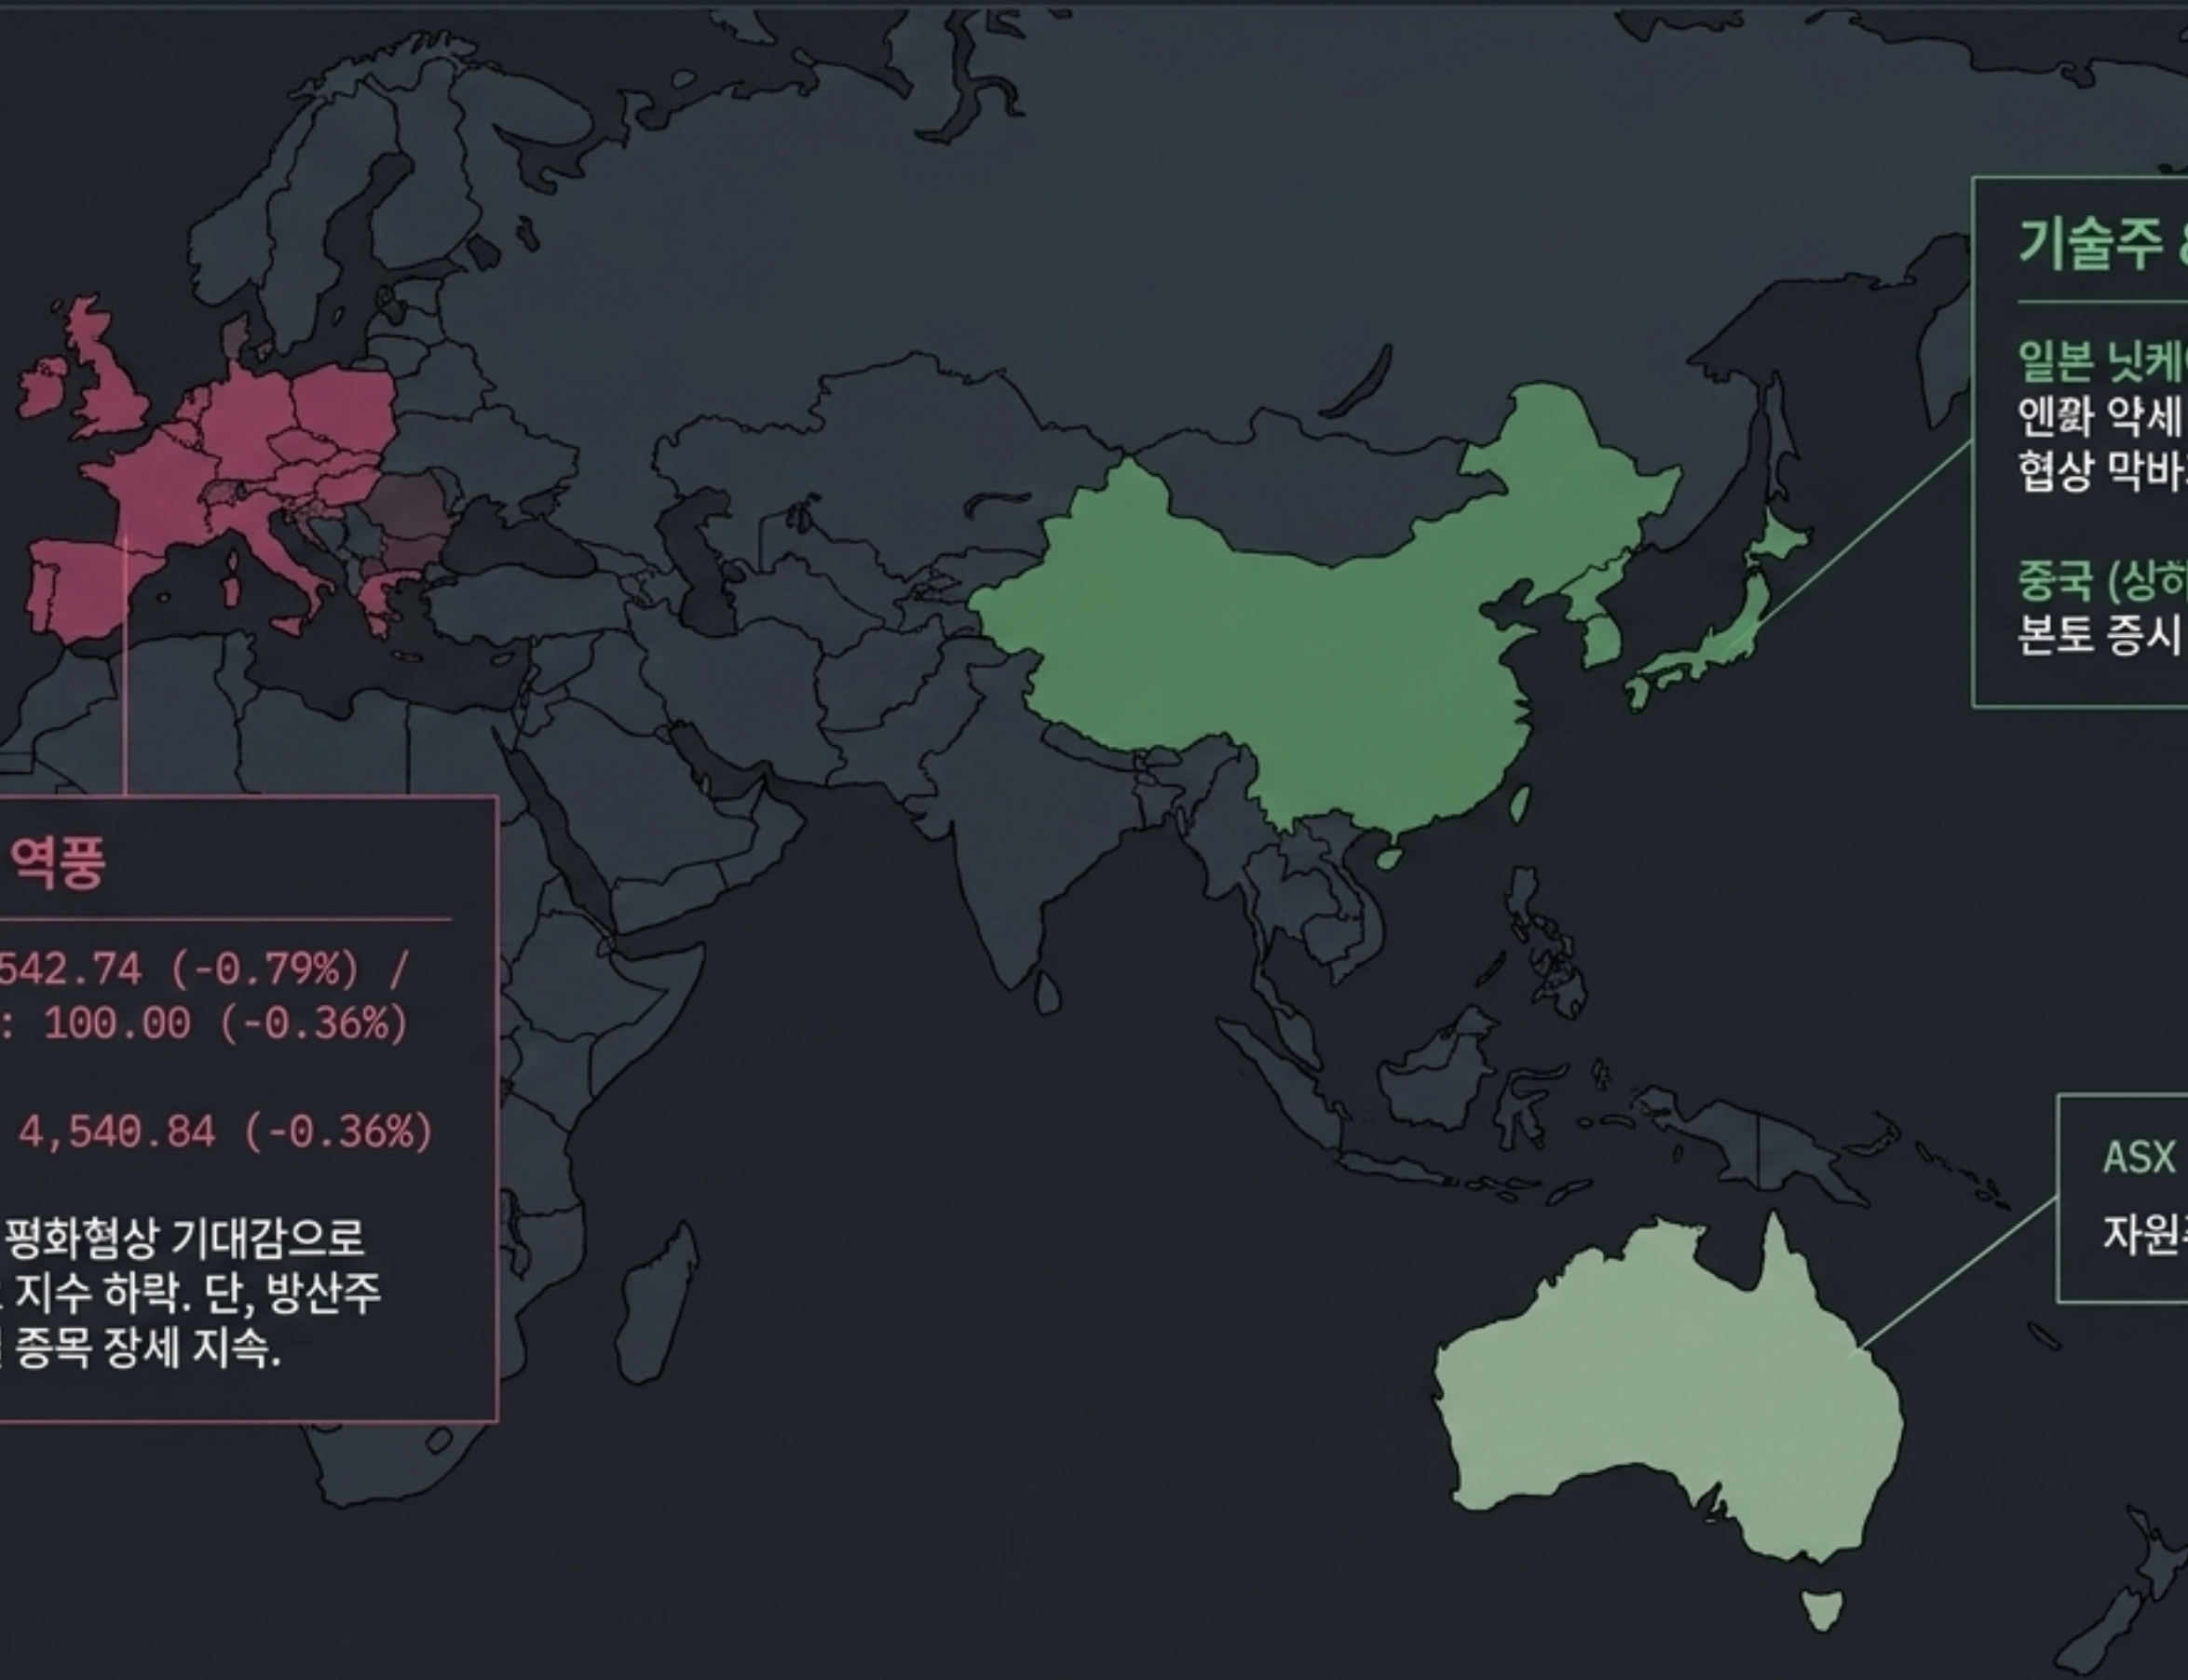 역풍
542.74 (-0.79%) /
: 100.00 (-0.36%)
4,540.84 (-0.36%)
평화협상 기대감으로
지수 하락. 단, 방산주
종목 장세 지속.
기술주 &
일본 닛케
약세
협상 막바
중국 (상하
본토 증시
ASX
자원